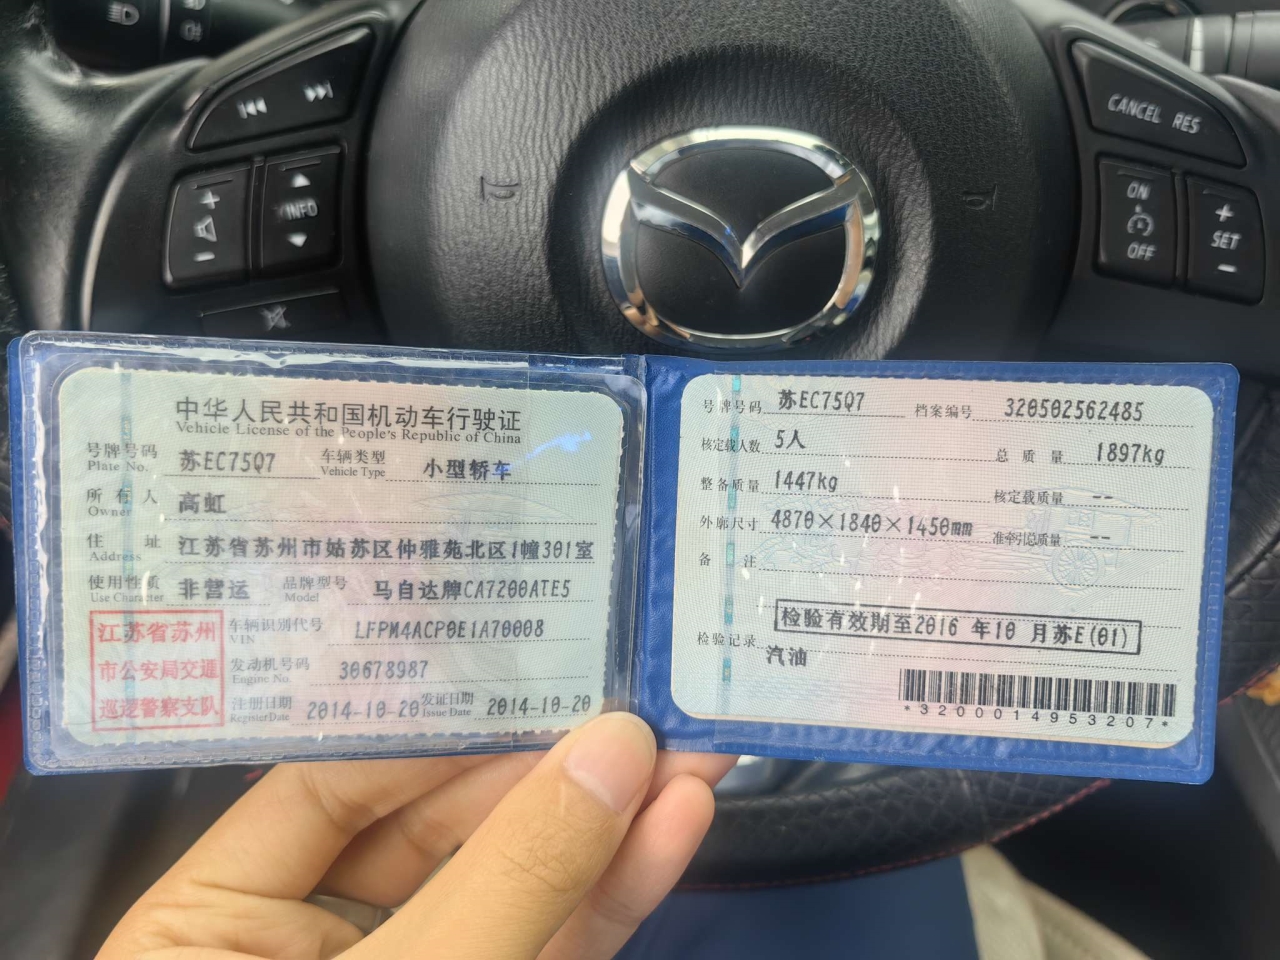 CANCEL RES
INFO
ON
OFF
+
SET
-
中华人民共和国机动车行驶证
Vehicle License of the People's Republic of China
号牌号码 苏EC75Q7 车辆类型 小型轿车
Plate No. Vehicle Type
所有人 高虹
Owner
住址 江苏省苏州市姑苏区仲雅苑北区1幢301室
Address
使用性质 非营运 品牌型号 马自达牌CA7200ATE5
Use Character Model
江苏省苏州
市公安局交通
巡逻警察支队
车辆识别代号 LFPM4ACP0E1A70008
VIN
发动机号码 30678987
Engine No.
注册日期 2014-10-20 发证日期 2014-10-20
Register Date Issue Date
号牌号码 苏EC75Q7 档案编号 320502562485
核定载人数 5人 总质量 1897kg
整备质量 1447kg 核定载质量 --
外廓尺寸 4870×1840×1450mm 准牵引总质量 --
备注
检验有效期至2016 年10 月苏E(01)
检验记录
汽油
*3200014953207*